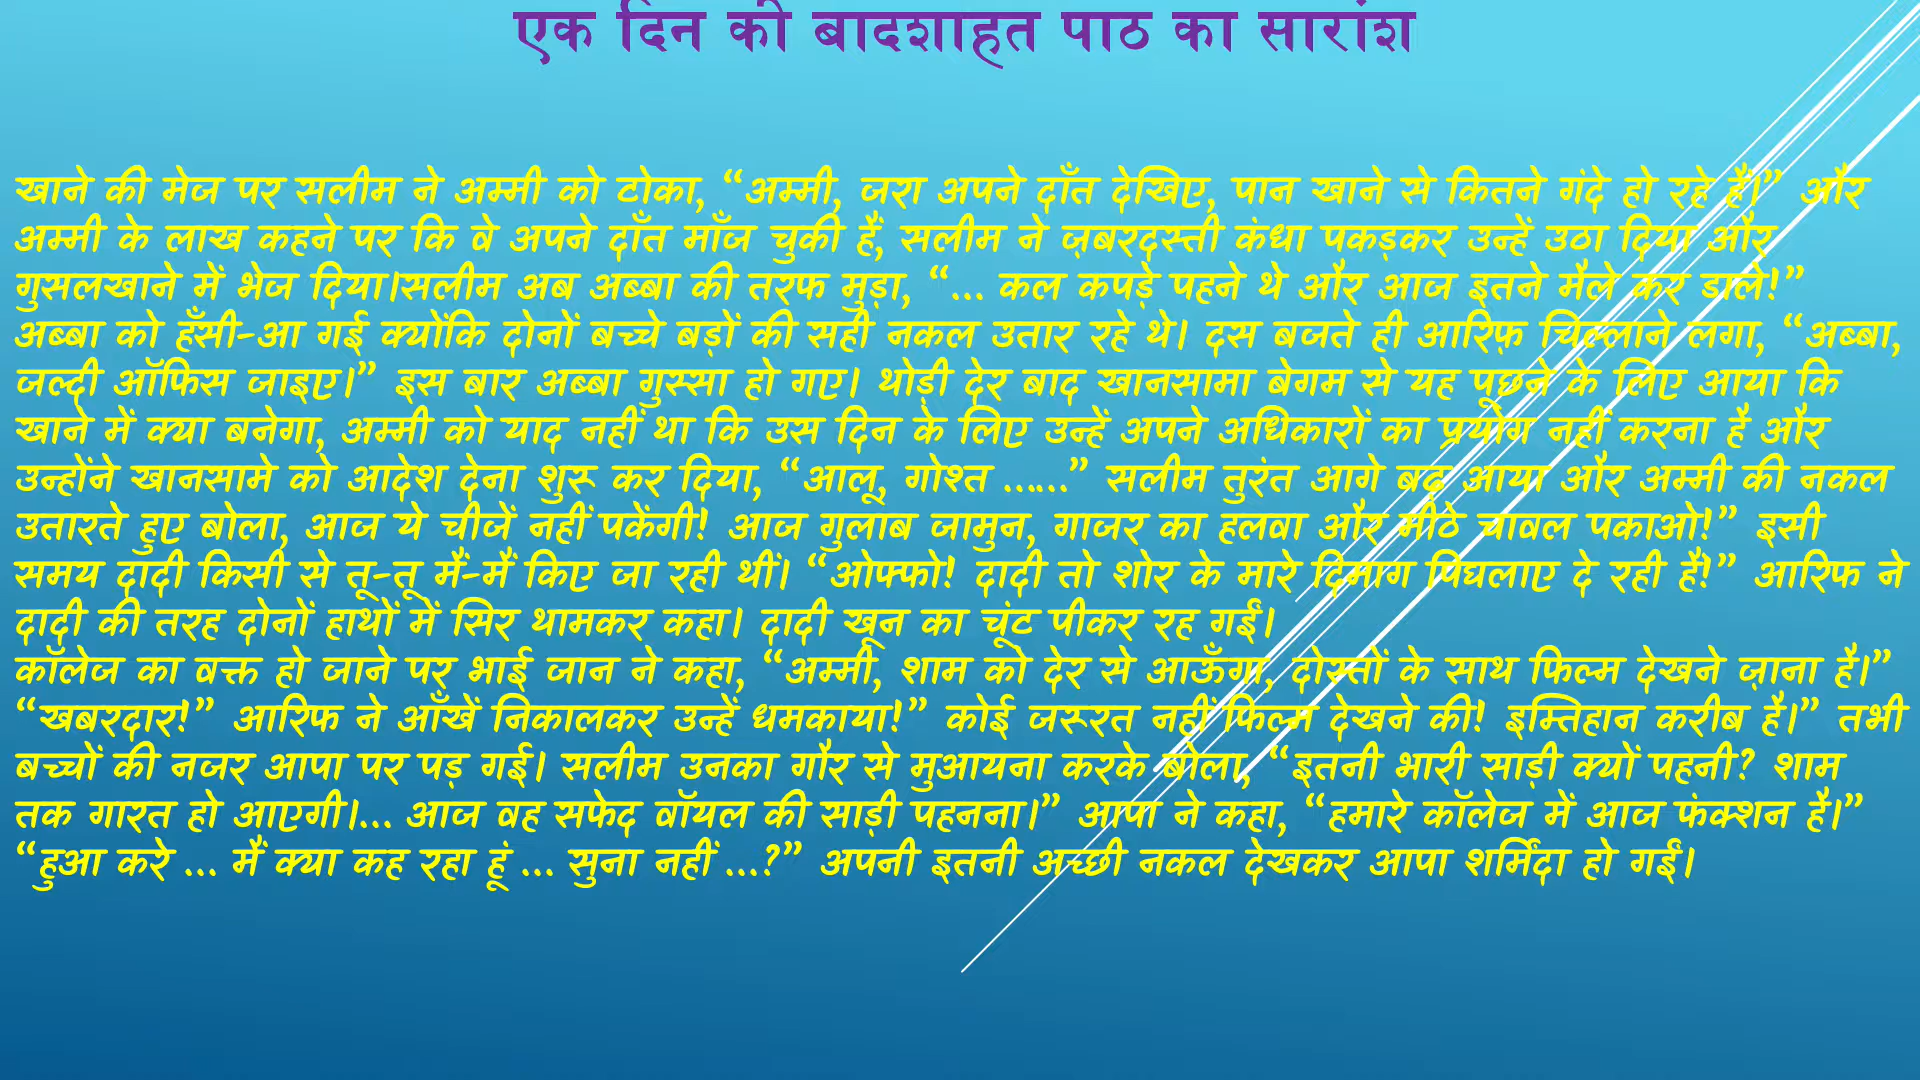 एक दिन की बादशाहत पाठ का सारांश
खाने की मेज पर सलीम ने अम्मी को टोका, “अम्मी, जरा अपने दाँत देखिए, पान खाने से कितने गंदे हो रहे हैं।” और
अम्मी के लाख कहने पर कि वे अपने दाँत माँज चुकी हैं, सलीम ने ज़बरदस्ती कंधा पकड़कर उन्हें उठा दिया और
गुसलखाने में भेज दिया।सलीम अब अब्बा की तरफ मुड़ा, “... कल कपड़े पहने थे और आज इतने मैले कर डाले!”
अब्बा को हँसी-आ गई क्योंकि दोनों बच्चे बड़ों की सही नकल उतार रहे थे। दस बजते ही आरिफ़ चिल्लाने लगा, “अब्बा,
जल्दी ऑफिस जाइए।” इस बार अब्बा गुस्सा हो गए। थोड़ी देर बाद खानसामा बेगम से यह पूछने के लिए आया कि
खाने में क्या बनेगा, अम्मी को याद नहीं था कि उस दिन के लिए उन्हें अपने अधिकारों का प्रयोग नहीं करना है और
उन्होंने खानसामे को आदेश देना शुरू कर दिया, “आलू, गोश्त ......” सलीम तुरंत आगे बढ़ आया और अम्मी की नकल
उतारते हुए बोला, आज ये चीजें नहीं पकेंगी! आज गुलाब जामुन, गाजर का हलवा और मीठे चावल पकाओ!” इसी
समय दादी किसी से तू-तू मैं-मैं किए जा रही थीं। “ओफ्फो! दादी तो शोर के मारे दिमाग पिघलाए दे रही हैं!” आरिफ ने
दादी की तरह दोनों हाथों में सिर थामकर कहा। दादी खून का चूंट पीकर रह गईं।
कॉलेज का वक्त हो जाने पर भाई जान ने कहा, “अम्मी, शाम को देर से आऊँगा, दोस्तों के साथ फिल्म देखने ज़ाना है।”
“खबरदार!” आरिफ ने आँखें निकालकर उन्हें धमकाया!” कोई जरूरत नहीं फिल्म देखने की! इम्तिहान करीब है।” तभी
बच्चों की नजर आपा पर पड़ गई। सलीम उनका गौर से मुआयना करके बोला, “इतनी भारी साड़ी क्यों पहनी? शाम
तक गारत हो आएगी।... आज वह सफेद वॉयल की साड़ी पहनना।” आपा ने कहा, “हमारे कॉलेज में आज फंक्शन है।”
“हुआ करे ... मैं क्या कह रहा हूं ... सुना नहीं ...?” अपनी इतनी अच्छी नकल देखकर आपा शर्मिंदा हो गईं।